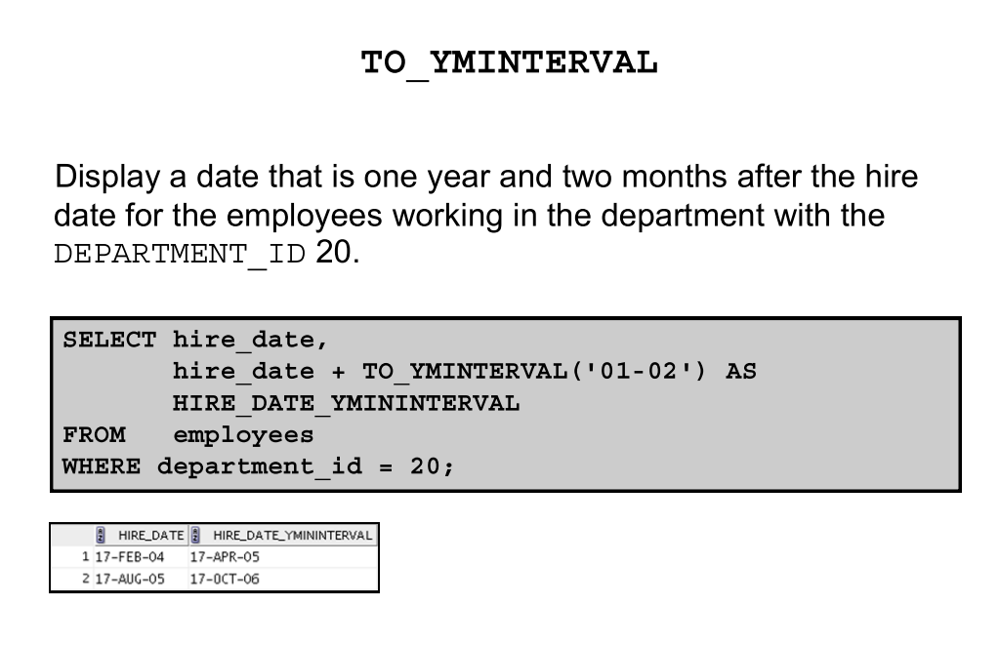 TO_YMINTERVAL
Display a date that is one year and two months after the hire
date for the employees working in the department with the
DEPARTMENT_ID 20.
SELECT hire_date,
       hire_date + TO_YMINTERVAL('01-02') AS
       HIRE_DATE_YMININTERVAL
FROM   employees
WHERE department_id = 20;
HIRE_DATE HIRE_DATE_YMININTERVAL
1 17-FEB-04 17-APR-05
2 17-AUG-05 17-OCT-06